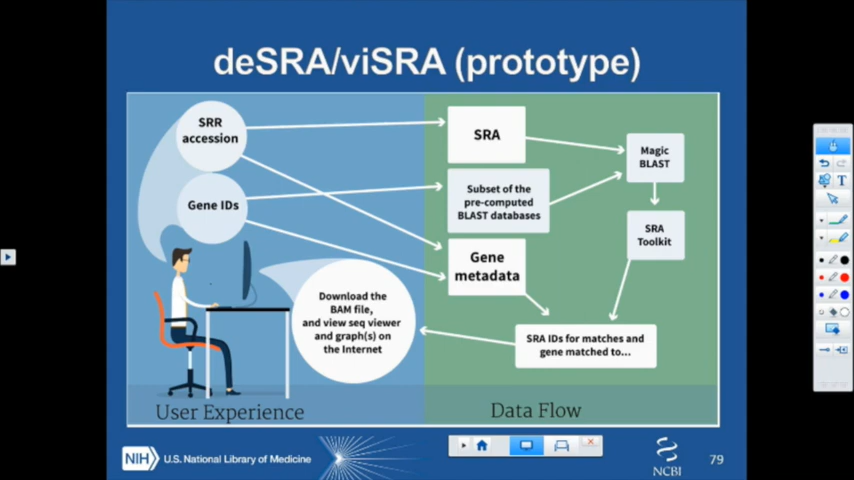 deSRA/viSRA (prototype)
SRR
accession
Gene IDs
SRA
Subset of the
pre-computed
BLAST databases
Gene
metadata
Magic
BLAST
SRA
Toolkit
SRA IDs for matches and
gene matched to...
Download the
BAM file,
and view seq viewer
and graph(s) on
the Internet
User Experience
Data Flow
NIH U.S. National Library of Medicine
NCBI
79
T